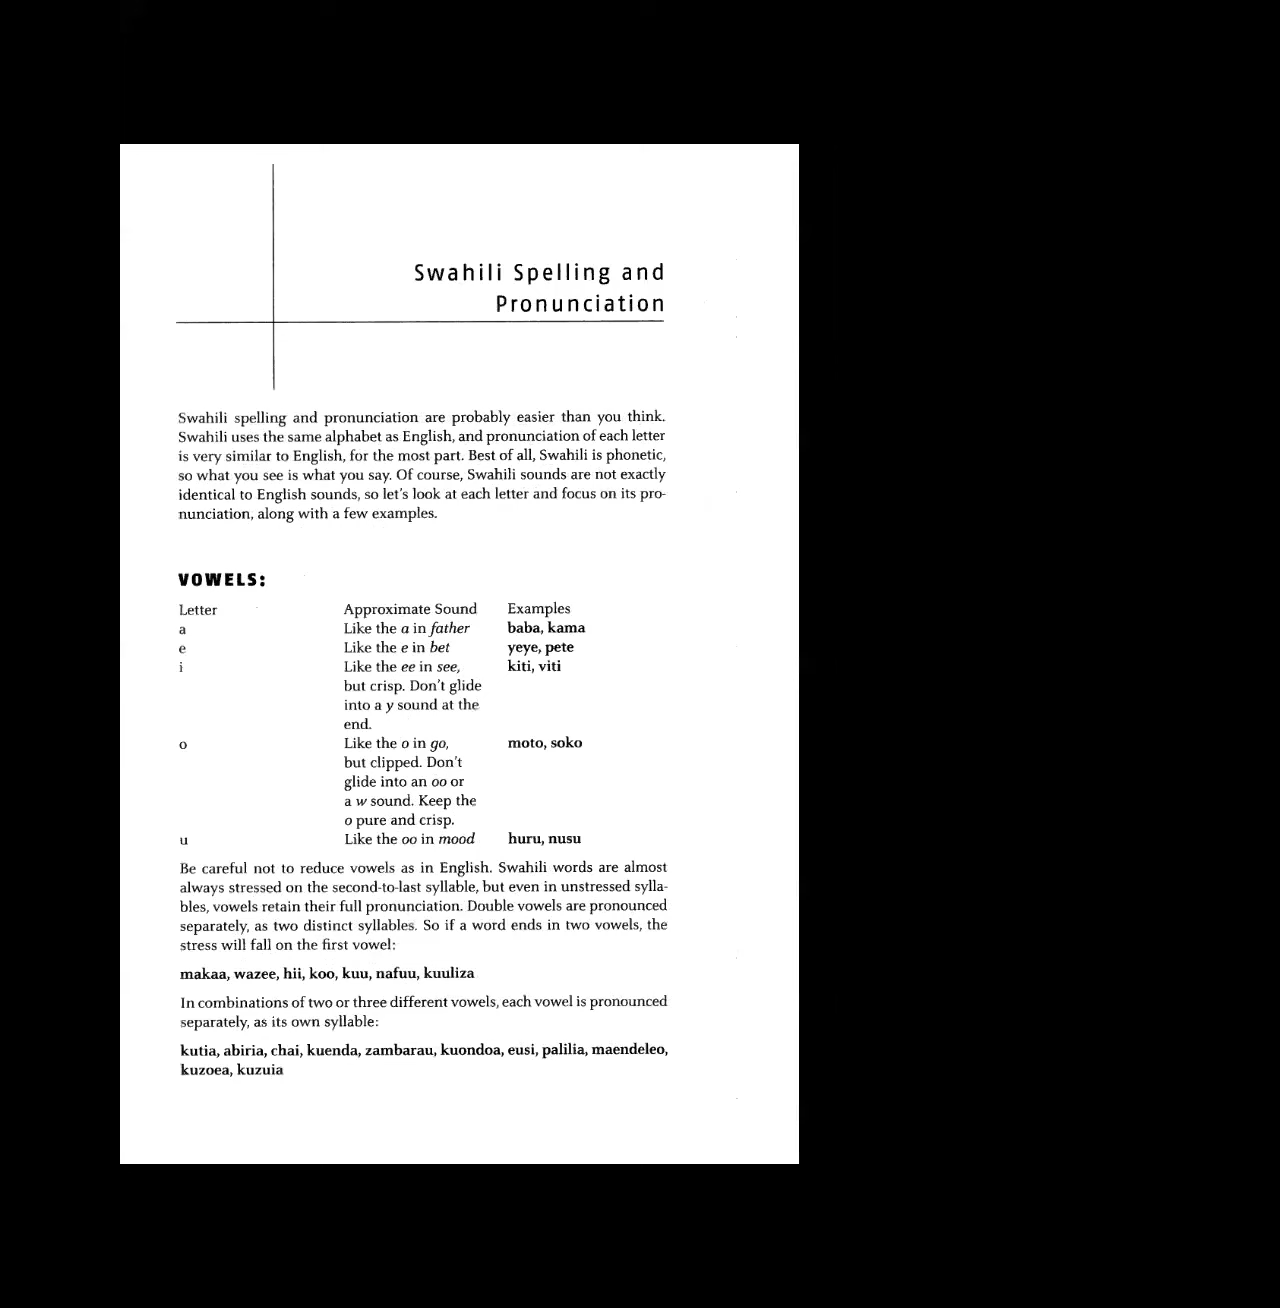 Swahili Spelling and
Pronunciation
Swahili spelling and pronunciation are probably easier than you think.
Swahili uses the same alphabet as English, and pronunciation of each letter
is very similar to English, for the most part. Best of all, Swahili is phonetic,
so what you see is what you say. Of course, Swahili sounds are not exactly
identical to English sounds, so let's look at each letter and focus on its pro-
nunciation, along with a few examples.
VOWELS:
Letter Approximate Sound Examples
a Like the a in father baba, kama
e Like the e in bet yeye, pete
i Like the ee in see, kiti, viti
but crisp. Don't glide
into a y sound at the
end.
o Like the o in go, moto, soko
but clipped. Don't
glide into an oo or
a w sound. Keep the
o pure and crisp.
u Like the oo in mood huru, nusu
Be careful not to reduce vowels as in English. Swahili words are almost
always stressed on the second-to-last syllable, but even in unstressed sylla-
bles, vowels retain their full pronunciation. Double vowels are pronounced
separately, as two distinct syllables. So if a word ends in two vowels, the
stress will fall on the first vowel:
makaa, wazee, hii, koo, kuu, nafuu, kuuliza
In combinations of two or three different vowels, each vowel is pronounced
separately, as its own syllable:
kutia, abiria, chai, kuenda, zambarau, kuondoa, eusi, palilia, maendeleo,
kuzoea, kuzuia